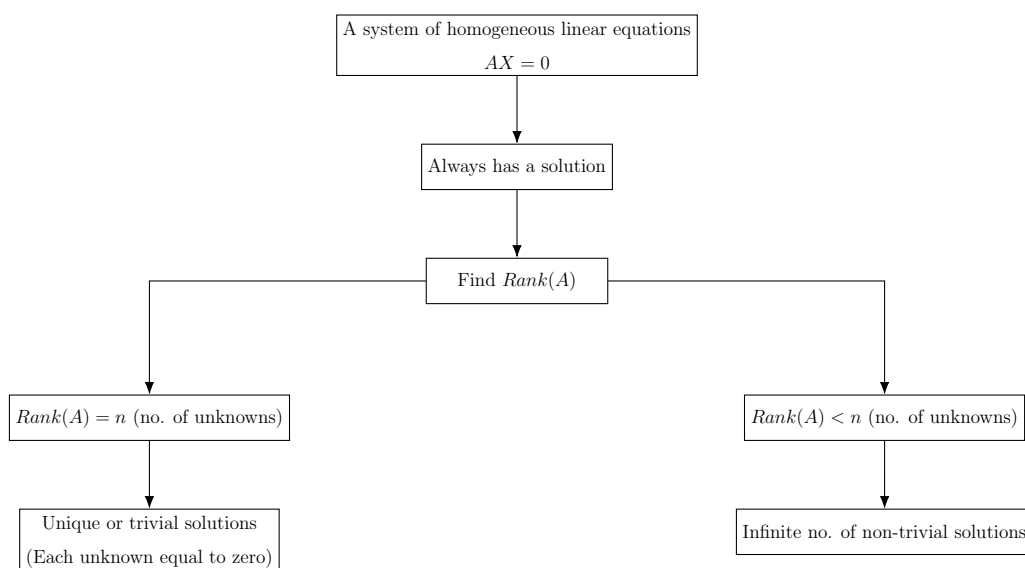 A system of homogeneous linear equations
AX = 0
Always has a solution
Find Rank(A)
Rank(A) = n (no. of unknowns)
Rank(A) < n (no. of unknowns)
Unique or trivial solutions
(Each unknown equal to zero)
Infinite no. of non-trivial solutions